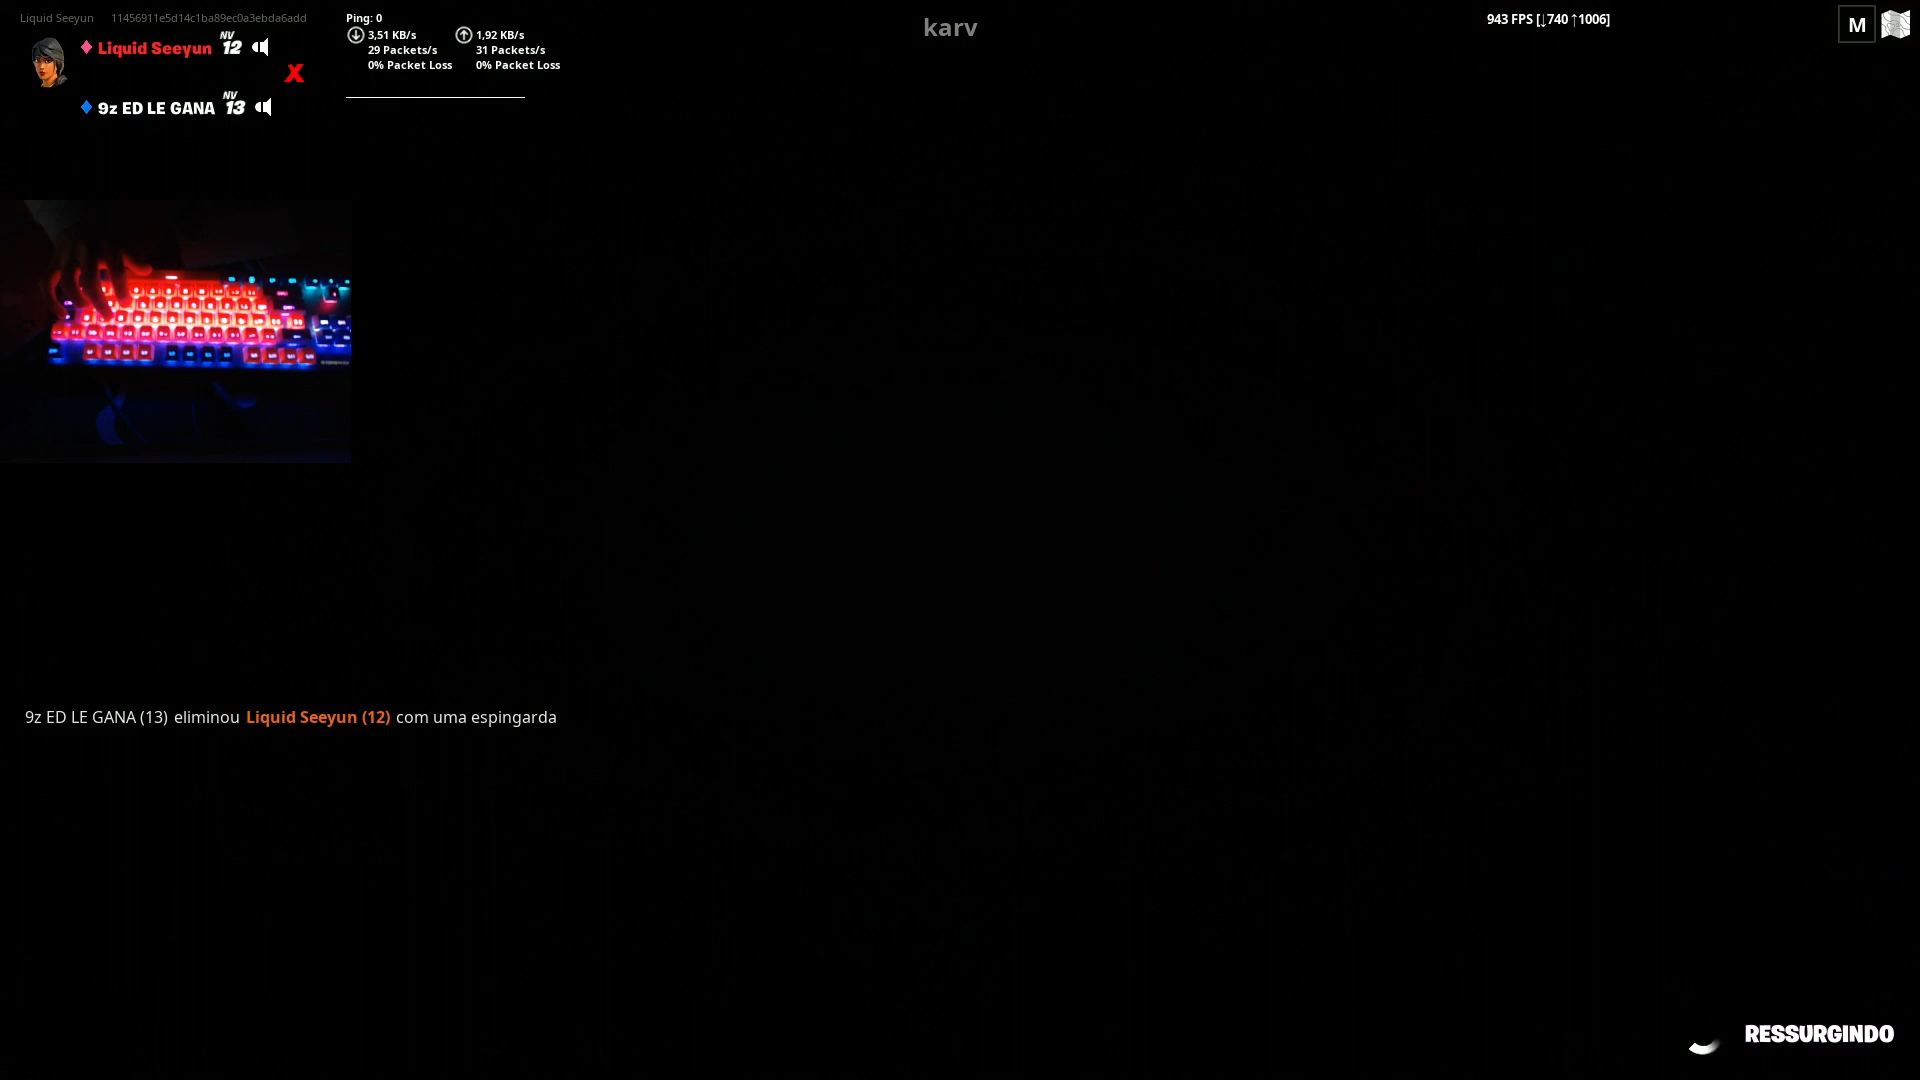 Liquid Seeyun 11456911e5d14c1ba89ec0a3ebda6add
Liquid Seeyun NV 12
X
9z ED LE GANA NV 13
Ping: 0
3,51 KB/s 1,92 KB/s
29 Packets/s 31 Packets/s
0% Packet Loss 0% Packet Loss
karv
943 FPS [↓740 ↑1006]
M
9z ED LE GANA (13) eliminou Liquid Seeyun (12) com uma espingarda
RESSURGINDO